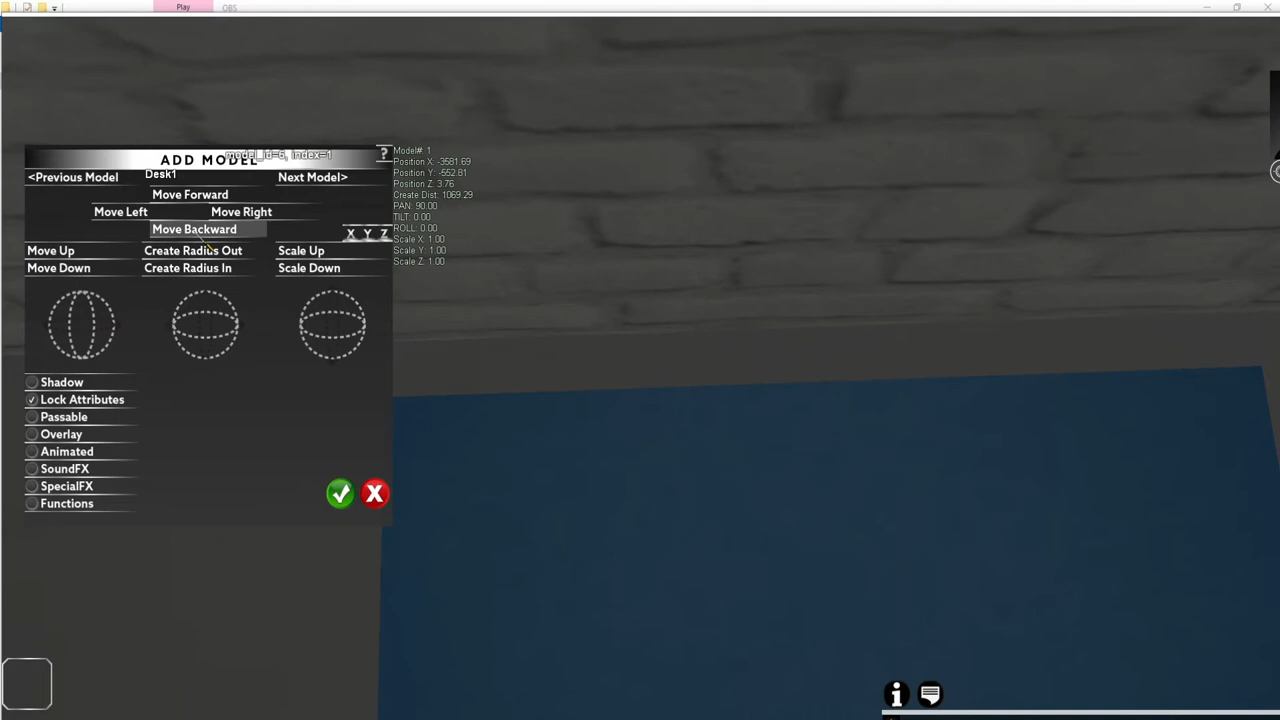 Play
OBS
ADD MODEL
model_id=6, index=1
?
<Previous Model
Desk1
Next Model>
Move Forward
Move Left
Move Right
Move Backward
X Y Z
Move Up
Create Radius Out
Scale Up
Move Down
Create Radius In
Scale Down
Shadow
Lock Attributes
Passable
Overlay
Animated
SoundFX
SpecialFX
Functions
Model#: 1
Position X: -3581.69
Position Y: -552.81
Position Z: 3.76
Create Dist: 1069.29
PAN: 90.00
TILT: 0.00
ROLL: 0.00
Scale X: 1.00
Scale Y: 1.00
Scale Z: 1.00